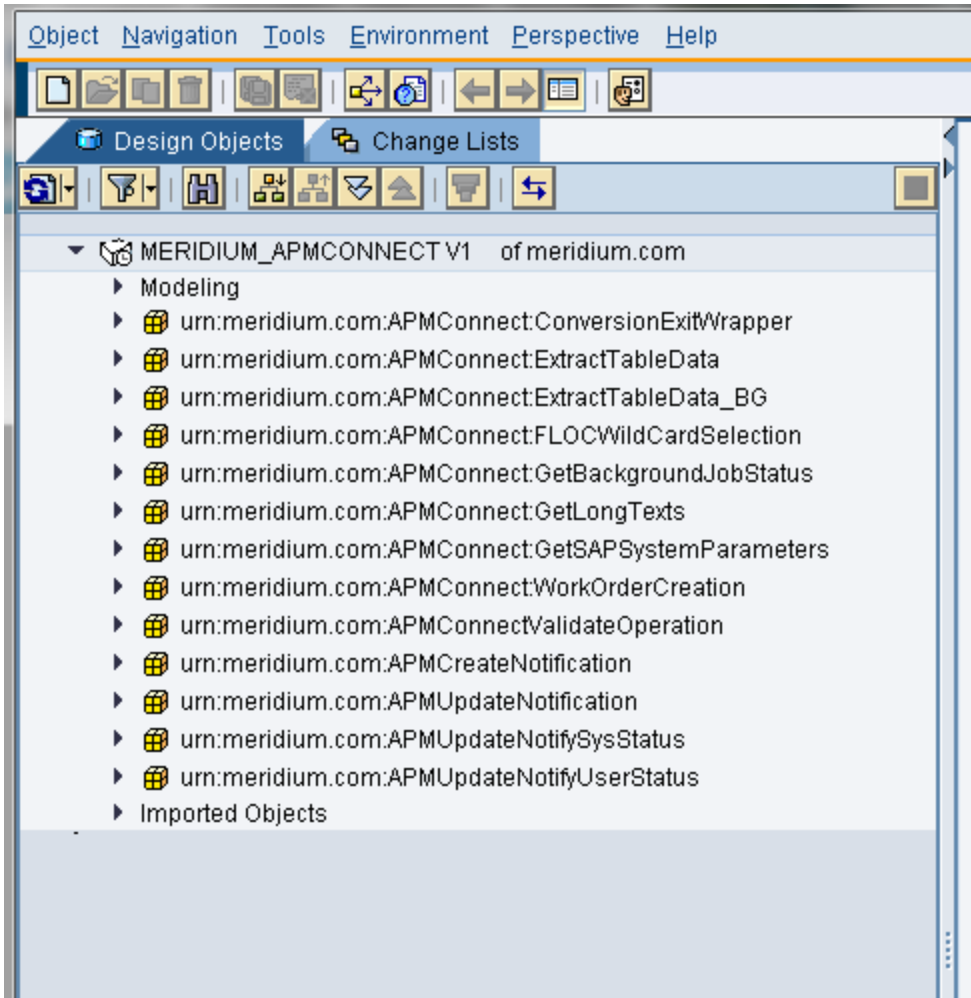 Object Navigation Tools Environment Perspective Help
Design Objects Change Lists
MERIDIUM_APMCONNECT V1 of meridium.com
Modeling
urn:meridium.com:APMConnect:ConversionExitWrapper
urn:meridium.com:APMConnect:ExtractTableData
urn:meridium.com:APMConnect:ExtractTableData_BG
urn:meridium.com:APMConnect:FLOCWildCardSelection
urn:meridium.com:APMConnect:GetBackgroundJobStatus
urn:meridium.com:APMConnect:GetLongTexts
urn:meridium.com:APMConnect:GetSAPSystemParameters
urn:meridium.com:APMConnect:WorkOrderCreation
urn:meridium.com:APMConnectValidateOperation
urn:meridium.com:APMCreateNotification
urn:meridium.com:APMUpdateNotification
urn:meridium.com:APMUpdateNotifySysStatus
urn:meridium.com:APMUpdateNotifyUserStatus
Imported Objects